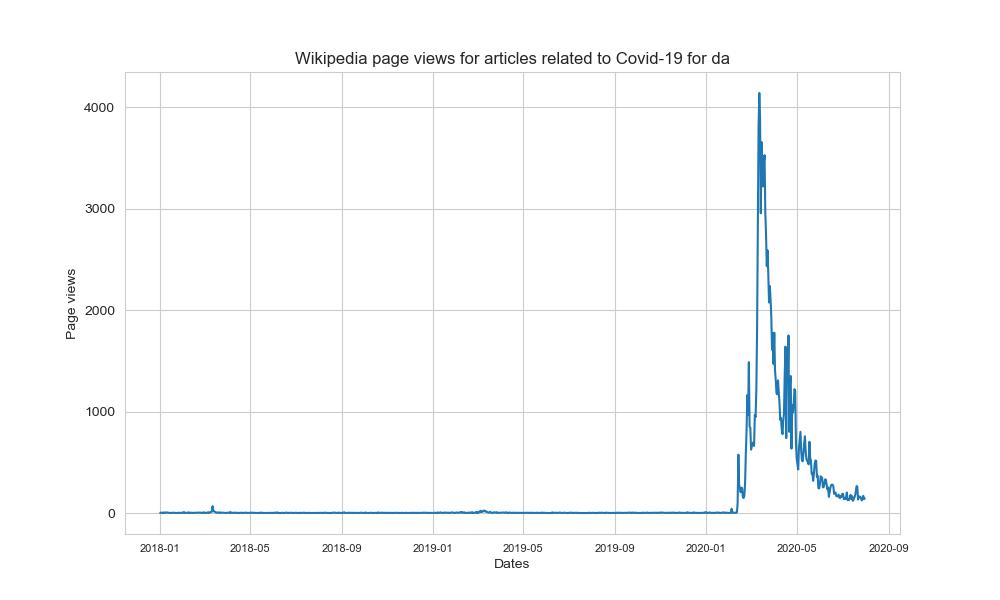 Wikipedia page views for articles related to Covid-19 for da
4000
3000
2000
1000
0
Page views
2018-01 2018-05 2018-09 2019-01 2019-05 2019-09 2020-01 2020-05 2020-09
Dates